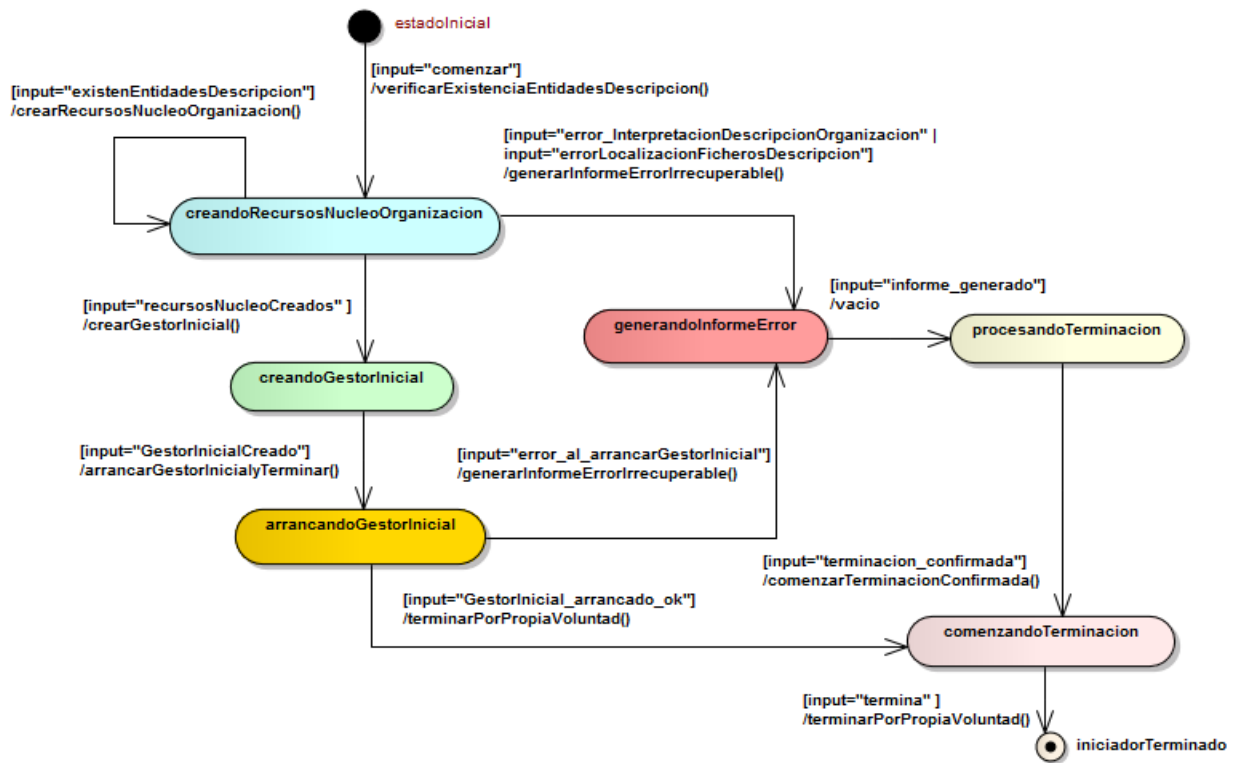 estadoInicial
[input="comenzar"]
/verificarExistenciaEntidadesDescripcion()
[input="existenEntidadesDescripcion"]
/crearRecursosNucleoOrganizacion()
[input="error_InterpretacionDescripcionOrganizacion" |
input="errorLocalizacionFicherosDescripcion"]
/generarInformeErrorIrrecuperable()
creandoRecursosNucleoOrganizacion
[input="recursosNucleoCreados" ]
/crearGestorInicial()
[input="informe_generado"]
/vacio
generandoInformeError
procesandoTerminacion
creandoGestorInicial
[input="GestorInicialCreado"]
/arrancarGestorInicialyTerminar()
[input="error_al_arrancarGestorInicial"]
/generarInformeErrorIrrecuperable()
arrancandoGestorInicial
[input="terminacion_confirmada"]
/comenzarTerminacionConfirmada()
[input="GestorInicial_arrancado_ok"]
/terminarPorPropiaVoluntad()
comenzandoTerminacion
[input="termina" ]
/terminarPorPropiaVoluntad()
iniciadorTerminado